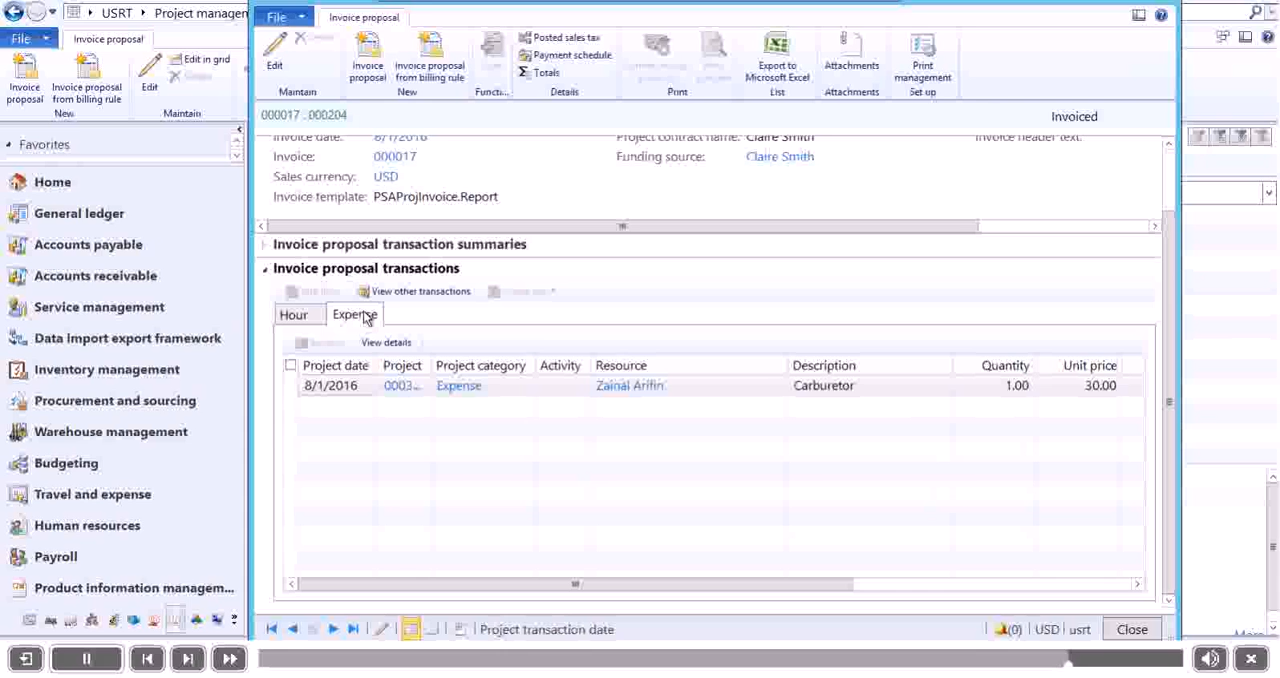 USRT ▸ Project managem
File
Invoice proposal
Invoice proposal
Invoice proposal from billing rule
Edit
Edit in grid
New
Maintain
Favorites
Home
General ledger
Accounts payable
Accounts receivable
Service management
Data import export framework
Inventory management
Procurement and sourcing
Warehouse management
Budgeting
Travel and expense
Human resources
Payroll
Product information managem...
File
Invoice proposal
Edit
Invoice proposal
Invoice proposal from billing rule
Posted sales tax
Payment schedule
Totals
Export to Microsoft Excel
Attachments
Print management
Maintain
New
Functi...
Details
Print
List
Attachments
Set up
000017 : 000204
Invoiced
Invoice date: 8/1/2016
Project contract name: Claire Smith
Invoice header text:
Invoice: 000017
Funding source: Claire Smith
Sales currency: USD
Invoice template: PSAProjInvoice.Report
Invoice proposal transaction summaries
Invoice proposal transactions
View other transactions
Hour
Expense
View details
Project date Project Project category Activity Resource Description Quantity Unit price
8/1/2016 0003... Expense Zainal Arifin Carburetor 1.00 30.00
Project transaction date
(0) USD usrt Close